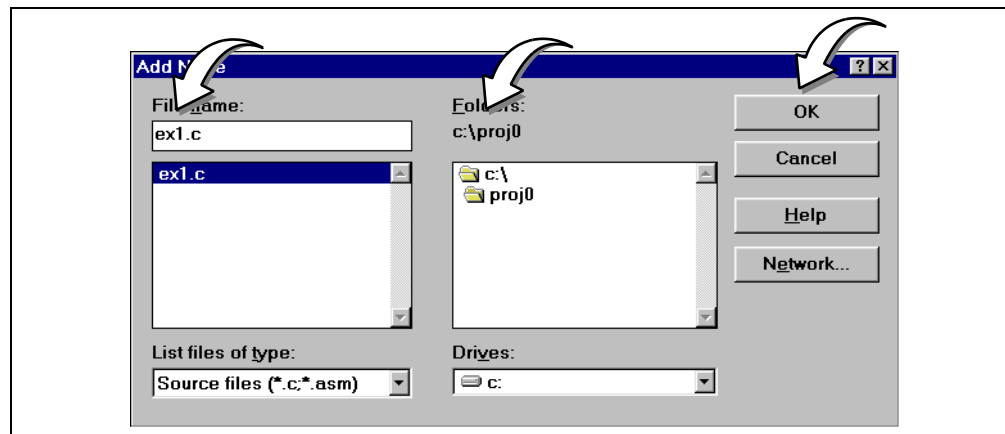 Add Node
File name:
ex1.c
ex1.c
List files of type:
Source files (*.c;*.asm)
Folders:
c:\proj0
c:\
proj0
Drives:
c:
OK
Cancel
Help
Network...